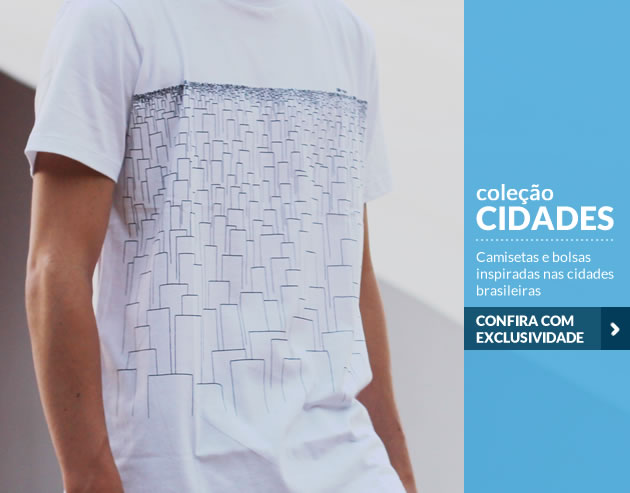 coleção
CIDADES
Camisetas e bolsas
inspiradas nas cidades
brasileiras
CONFIRA COM
EXCLUSIVIDADE